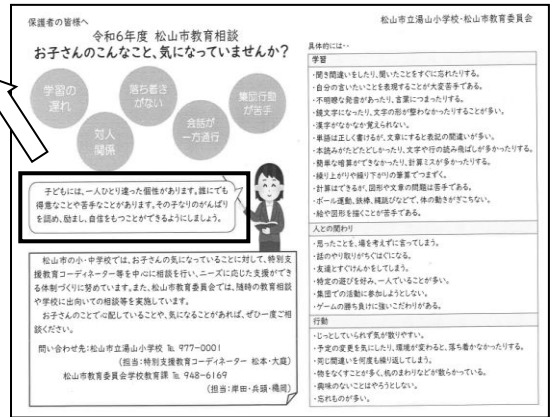 保護者の皆様へ
松山市立湯山小学校・松山市教育委員会
令和6年度 松山市教育相談
お子さんのこんなこと、気になっていませんか？
学習の
遅れ
落ち着き
がない
集団行動
が苦手
対人
関係
会話が
一方通行
子どもには、一人ひとり違った個性があります。誰にでも
得意なことや苦手なことがあります。その子なりのがんばり
を認め、励まし、自信をもつことができるようにしましょう。
松山市の小・中学校では、お子さんの気になっていることに対して、特別支
援教育コーディネーター等を中心に相談を行い、ニーズに応じた支援ができ
る体制づくりに努めています。また、松山市教育委員会では、随時の教育相談
や学校に出向いての相談等を実施しています。
お子さんのことで心配していることや、気になることがあれば、ぜひ一度ご相
談ください。
問い合わせ先:松山市立湯山小学校 ℡ 977-0001
(担当:特別支援教育コーディネーター 松本・大庭)
松山市教育委員会学校教育課 ℡ 948-6169
(担当:岸田・兵頭・織岡)
具体的には‥
学習
・聞き間違いをしたり、聞いたことをすぐに忘れたりする。
・自分の言いたいことを表現することが大変苦手である。
・不明瞭な発音があったり、言葉につまったりする。
・鏡文字になったり、文字の形が整わなかったりすることが多い。
・漢字がなかなか覚えられない。
・単語は正しく書けるが、文章にすると表記の間違いが多い。
・本読みがたどたどしかったり、文字や行の読み飛ばしが多かったりする。
・簡単な暗算ができなかったり、計算ミスが多かったりする。
・繰り上がりや繰り下がりの筆算でつまずく。
・計算はできるが、図形や文章の問題は苦手である。
・ボール運動、鉄棒、縄跳びなどで、体の動きがぎこちない。
・絵や図形を描くことが苦手である。
人との関わり
・思ったことを、場を考えずに言ってしまう。
・話のやり取りがちぐはぐになる。
・友達とすぐけんかをしてしまう。
・特定の遊びを好み、一人でいることが多い。
・集団での活動に参加しようとしない。
・ゲームの勝ち負けに強いこだわりがある。
行動
・じっとしていられず気が散りやすい。
・予定の変更を気にしたり、環境が変わると、落ち着かなかったりする。
・同じ間違いを何度も繰り返してしまう。
・物をなくすことが多く、机のまわりなどが散らかっている。
・興味のないことはやろうとしない。
・忘れものが多い。